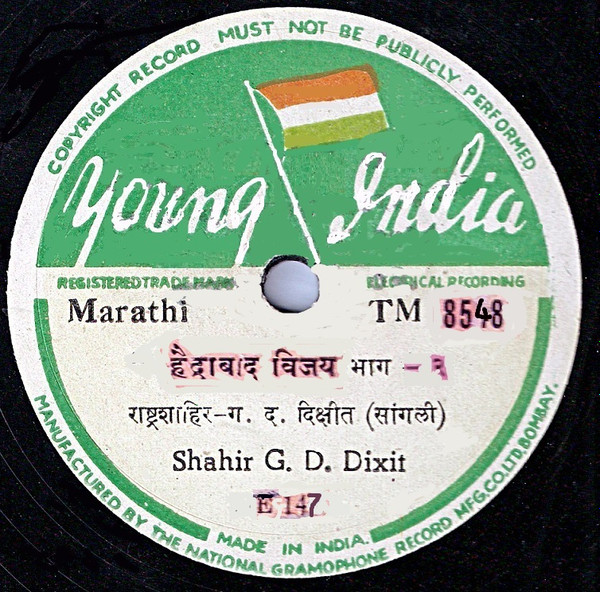 COPYRIGHT RECORD MUST NOT BE PUBLICLY PERFORMED
Young India
REGISTERED TRADE MARK
ELECTRICAL RECORDING
Marathi
TM 8548
हैद्राबाद विजय भाग -
राष्ट्रशाहिर-ग. द. दिक्षीत (सांगली)
Shahir G. D. Dixit
E 147
MADE IN INDIA.
MANUFACTURED BY THE NATIONAL GRAMOPHONE RECORD MFG.CO.LTD.BOMBAY.